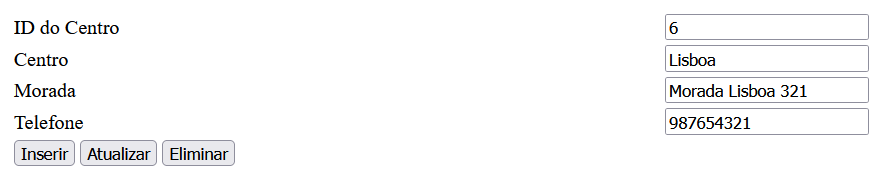 ID do Centro 6
Centro Lisboa
Morada Morada Lisboa 321
Telefone 987654321
Inserir Atualizar Eliminar